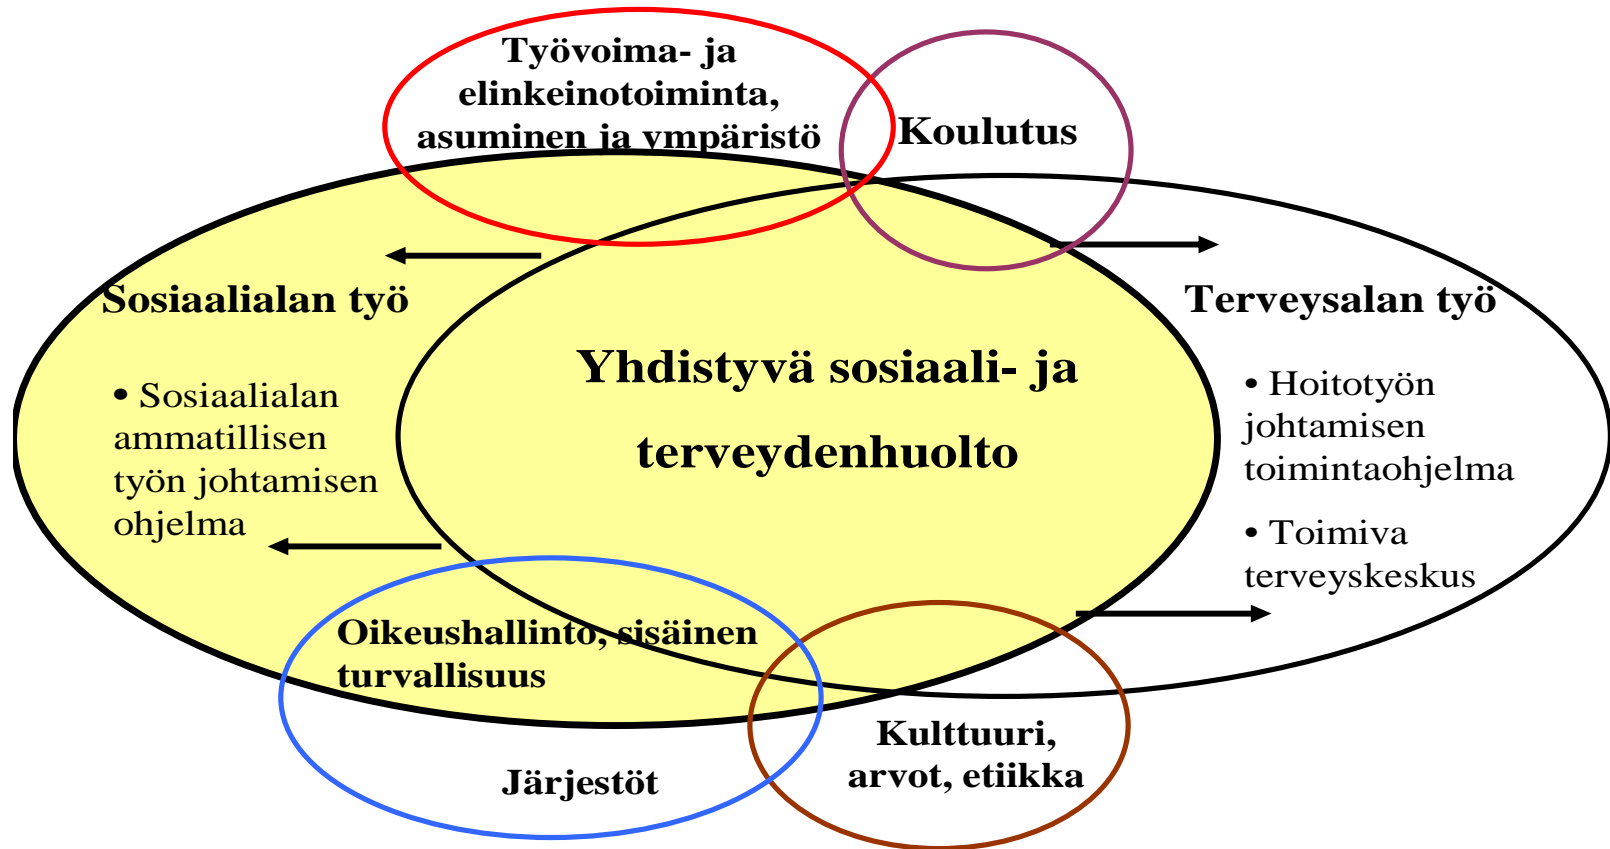 Työvoima- ja
elinkeinotoiminta,
asuminen ja ympäristö
Koulutus
Sosiaalialan työ
• Sosiaalialan
ammatillisen
työn johtamisen
ohjelma
Yhdistyvä sosiaali- ja
terveydenhuolto
Terveysalan työ
• Hoitotyön
johtamisen
toimintaohjelma
• Toimiva
terveyskeskus
Oikeushallinto, sisäinen
turvallisuus
Järjestöt
Kulttuuri,
arvot, etiikka